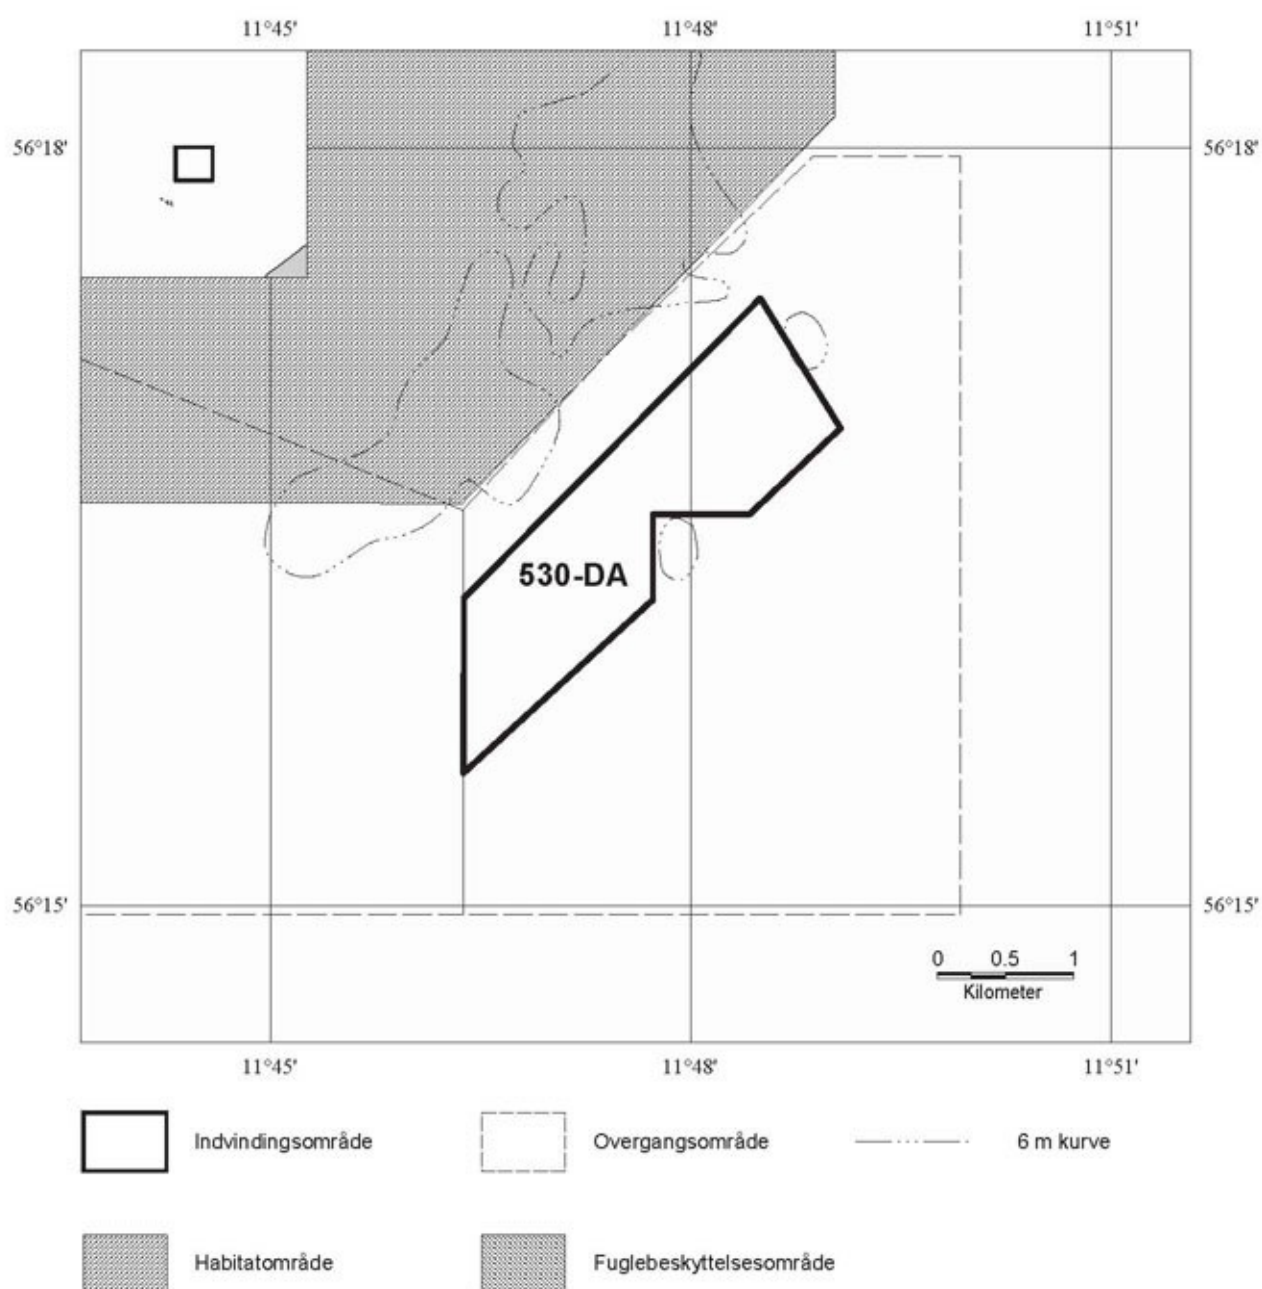 11°45' 11°48' 11°51'
56°18' 56°18'
530-DA
56°15' 56°15'
0 0.5 1
Kilometer
11°45' 11°48' 11°51'
Indvindingsområde Overgangsområde 6 m kurve
Habitatområde Fuglebeskyttelsesområde